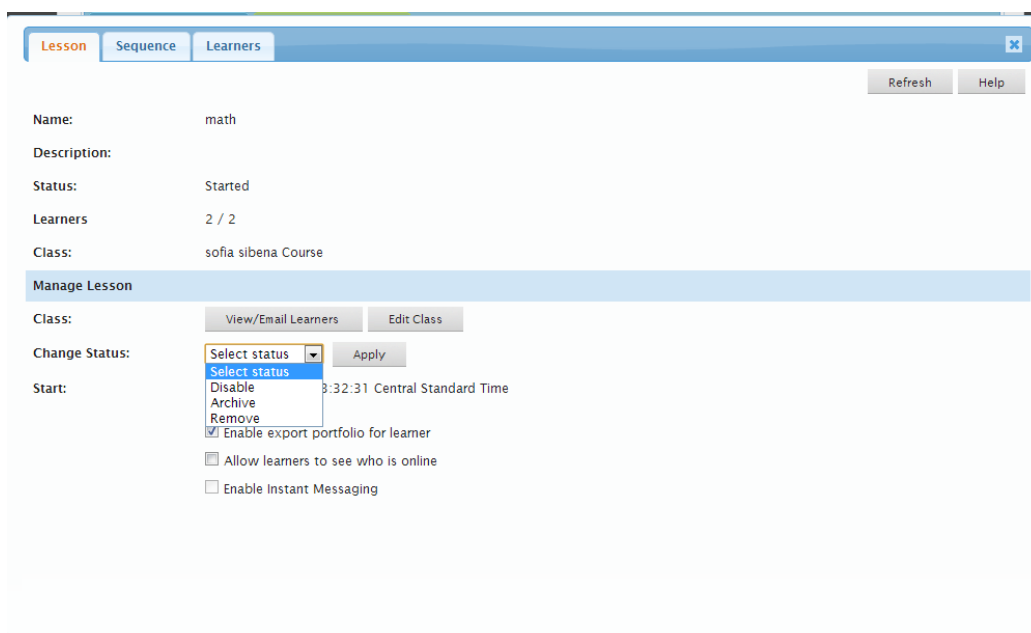 Lesson Sequence Learners
Refresh Help
Name: math
Description:
Status: Started
Learners 2 / 2
Class: sofia sibena Course
Manage Lesson
Class: View/Email Learners Edit Class
Change Status: Select status Apply
Select status
Disable
Start: :32:31 Central Standard Time
Archive
Remove
Enable export portfolio for learner
Allow learners to see who is online
Enable Instant Messaging